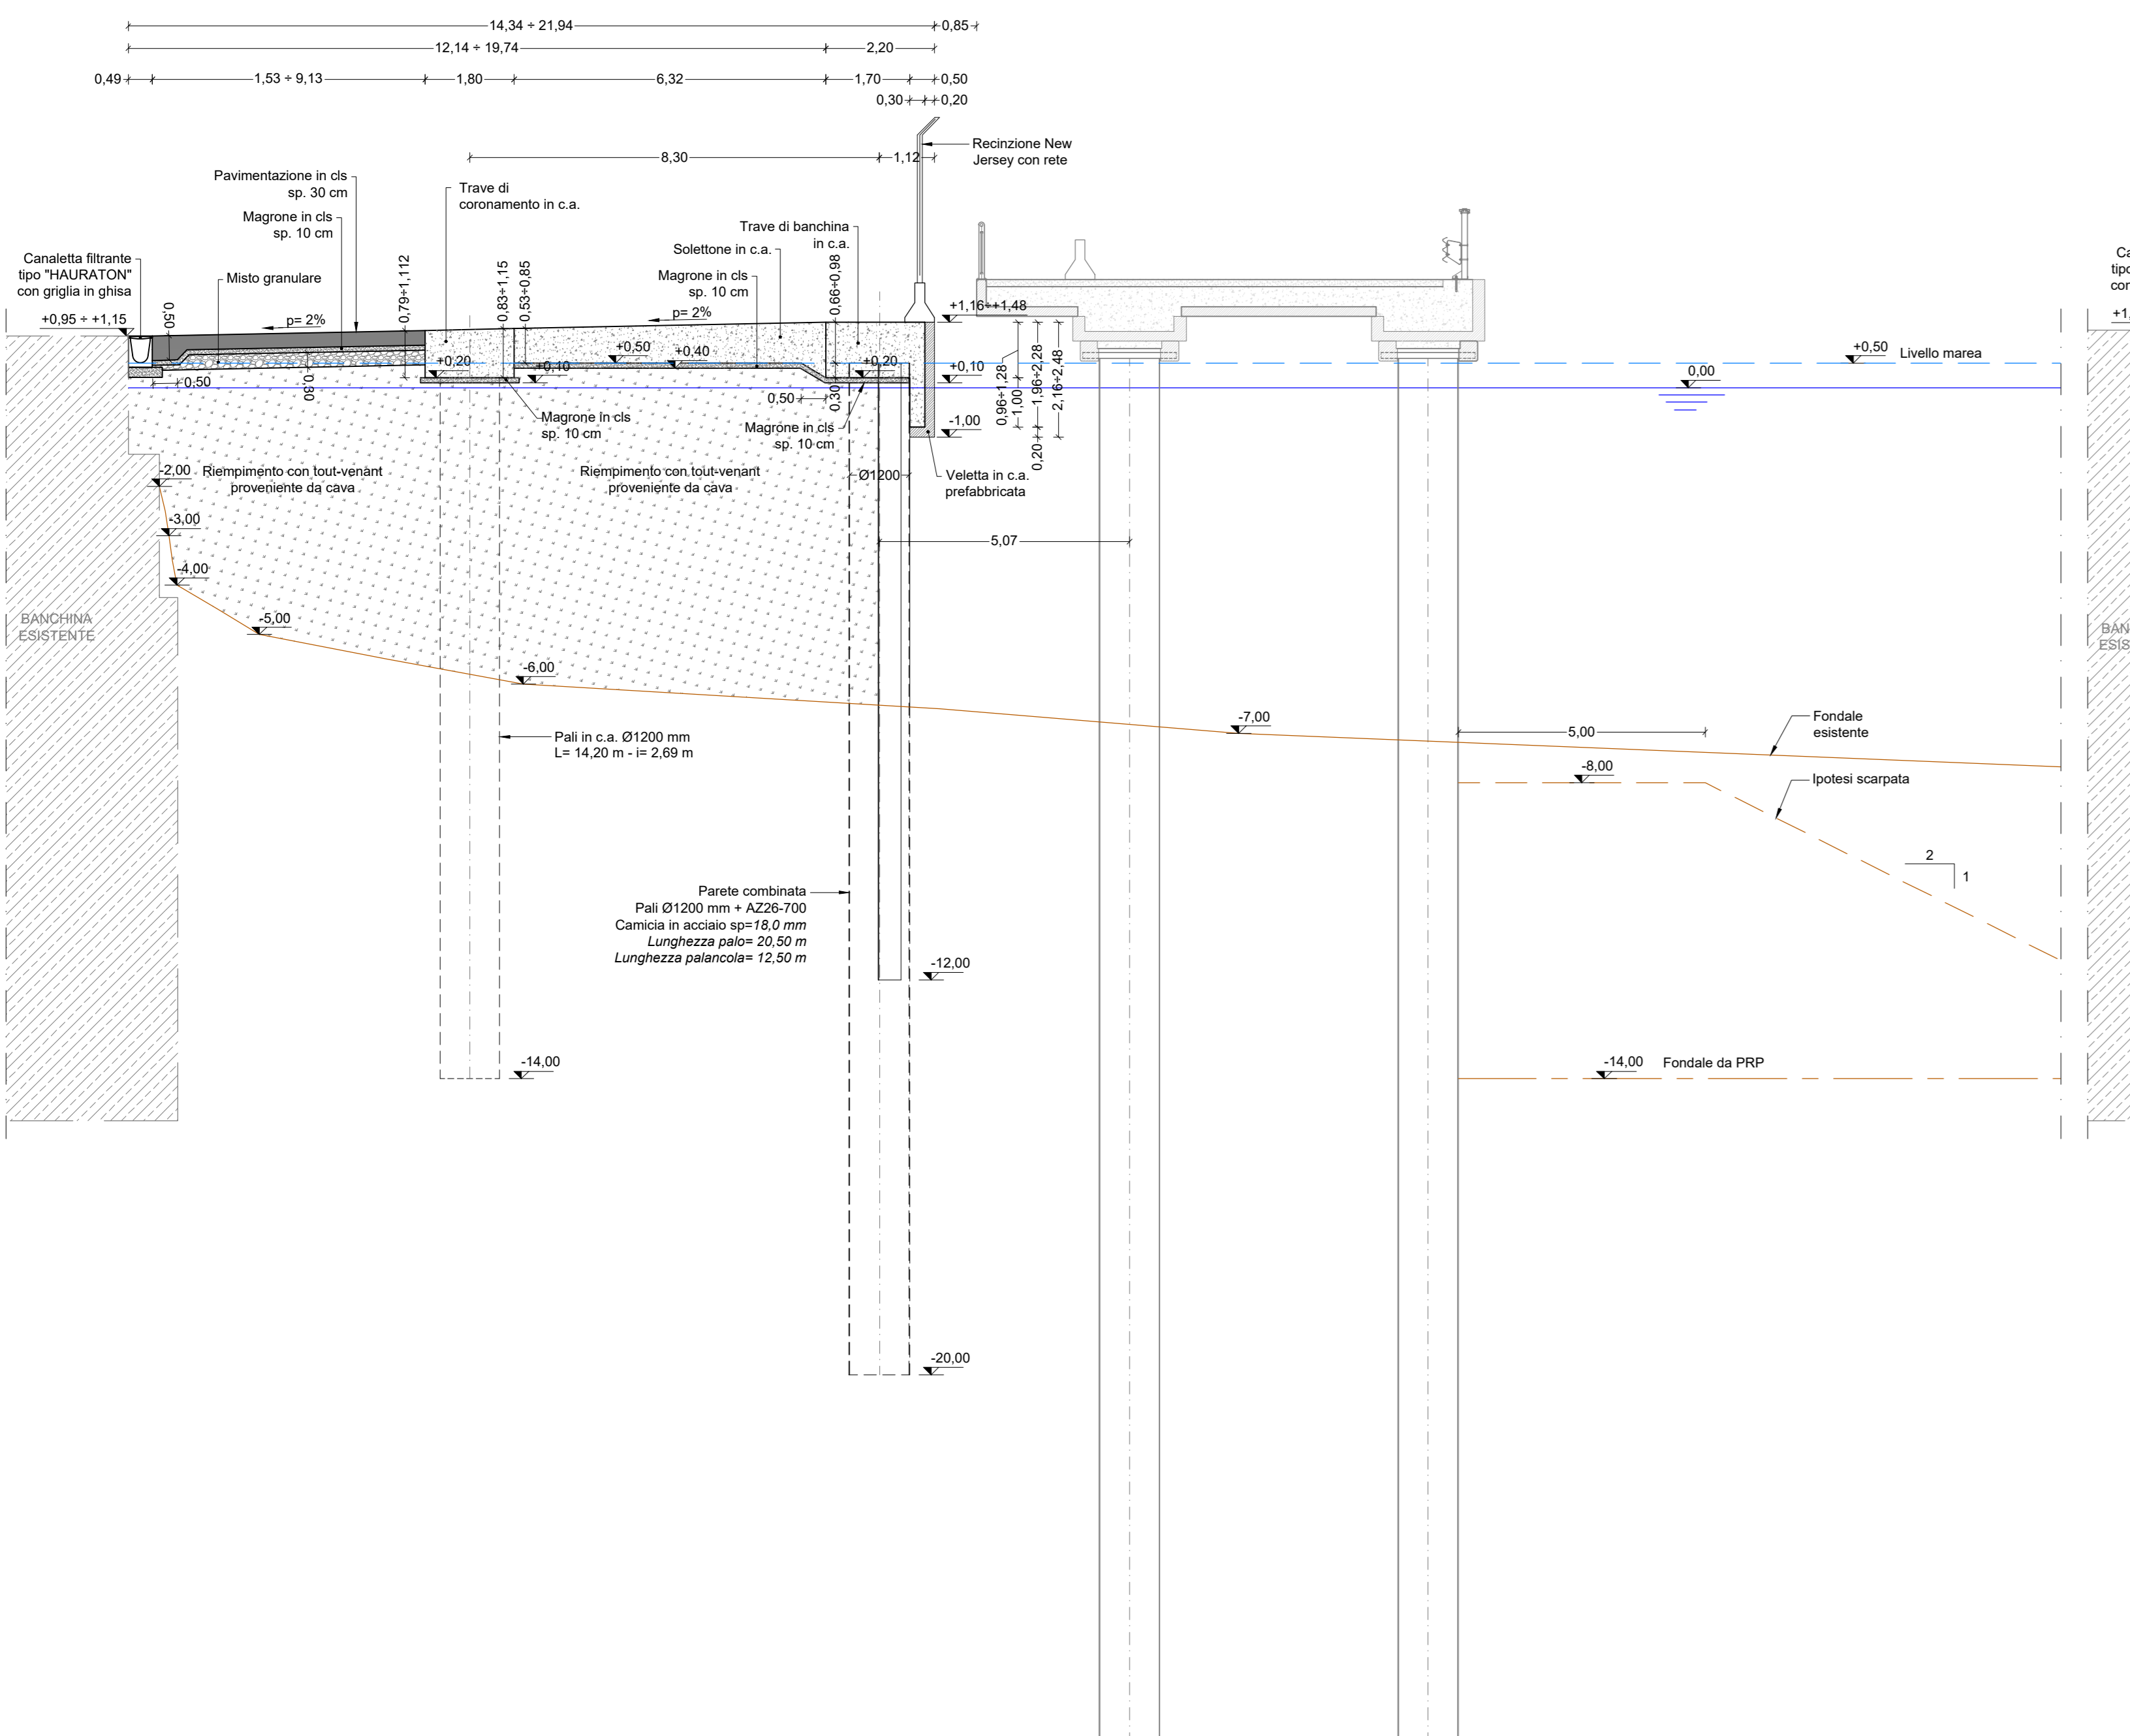 14,34 ÷ 21,94
0,85
12,14 ÷ 19,74
2,20
0,49
1,53 ÷ 9,13
1,80
6,32
1,70
0,50
0,30
0,20
8,30
1,12
Recinzione New
Jersey con rete
Pavimentazione in cls
sp. 30 cm
Trave di
coronamento in c.a.
Magrone in cls
sp. 10 cm
Trave di banchina
in c.a.
Solettone in c.a.
Canaletta filtrante
tipo "HAURATON"
con griglia in ghisa
Misto granulare
Magrone in cls
sp. 10 cm
0,79÷1,112
0,83÷1,15
0,53÷0,85
0,66÷0,98
+0,95 ÷ +1,15
0,50
p= 2%
p= 2%
+1,16÷+1,48
+0,20
+0,10
+0,50
+0,40
+0,20
+0,10
0,50
0,30
0,50
0,30
0,96÷1,28
1,00
1,96÷2,28
0,20
2,16÷2,48
+0,50
Livello marea
0,00
Magrone in cls
sp. 10 cm
Magrone in cls
sp. 10 cm
-1,00
-2,00
Riempimento con tout-venant
proveniente da cava
Riempimento con tout-venant
proveniente da cava
Ø1200
Veletta in c.a.
prefabbricata
-3,00
5,07
-4,00
BANCHINA
ESISTENTE
-5,00
-6,00
-7,00
Pali in c.a. Ø1200 mm
L= 14,20 m - i= 2,69 m
5,00
Fondale
esistente
-8,00
Ipotesi scarpata
2
1
Parete combinata
Pali Ø1200 mm + AZ26-700
Camicia in acciaio sp=18,0 mm
Lunghezza palo= 20,50 m
Lunghezza palancola= 12,50 m
-12,00
-14,00
-14,00
Fondale da PRP
-20,00
Ca
tipo
con
+1,
BAN
ESIS